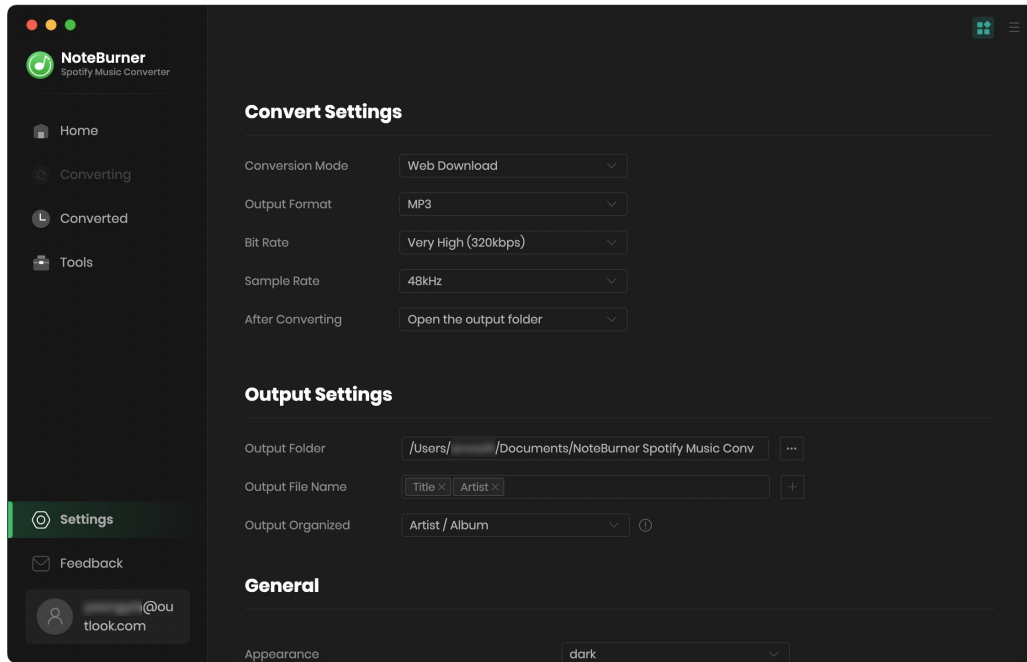 NoteBurner
Spotify Music Converter
Home
Converting
Converted
Tools
Settings
Feedback
@ou
tlook.com
Convert Settings
Conversion Mode Web Download
Output Format MP3
Bit Rate Very High (320kbps)
Sample Rate 48kHz
After Converting Open the output folder
Output Settings
Output Folder /Users/ /Documents/NoteBurner Spotify Music Conv ...
Output File Name Title × Artist × +
Output Organized Artist / Album
General
Appearance dark